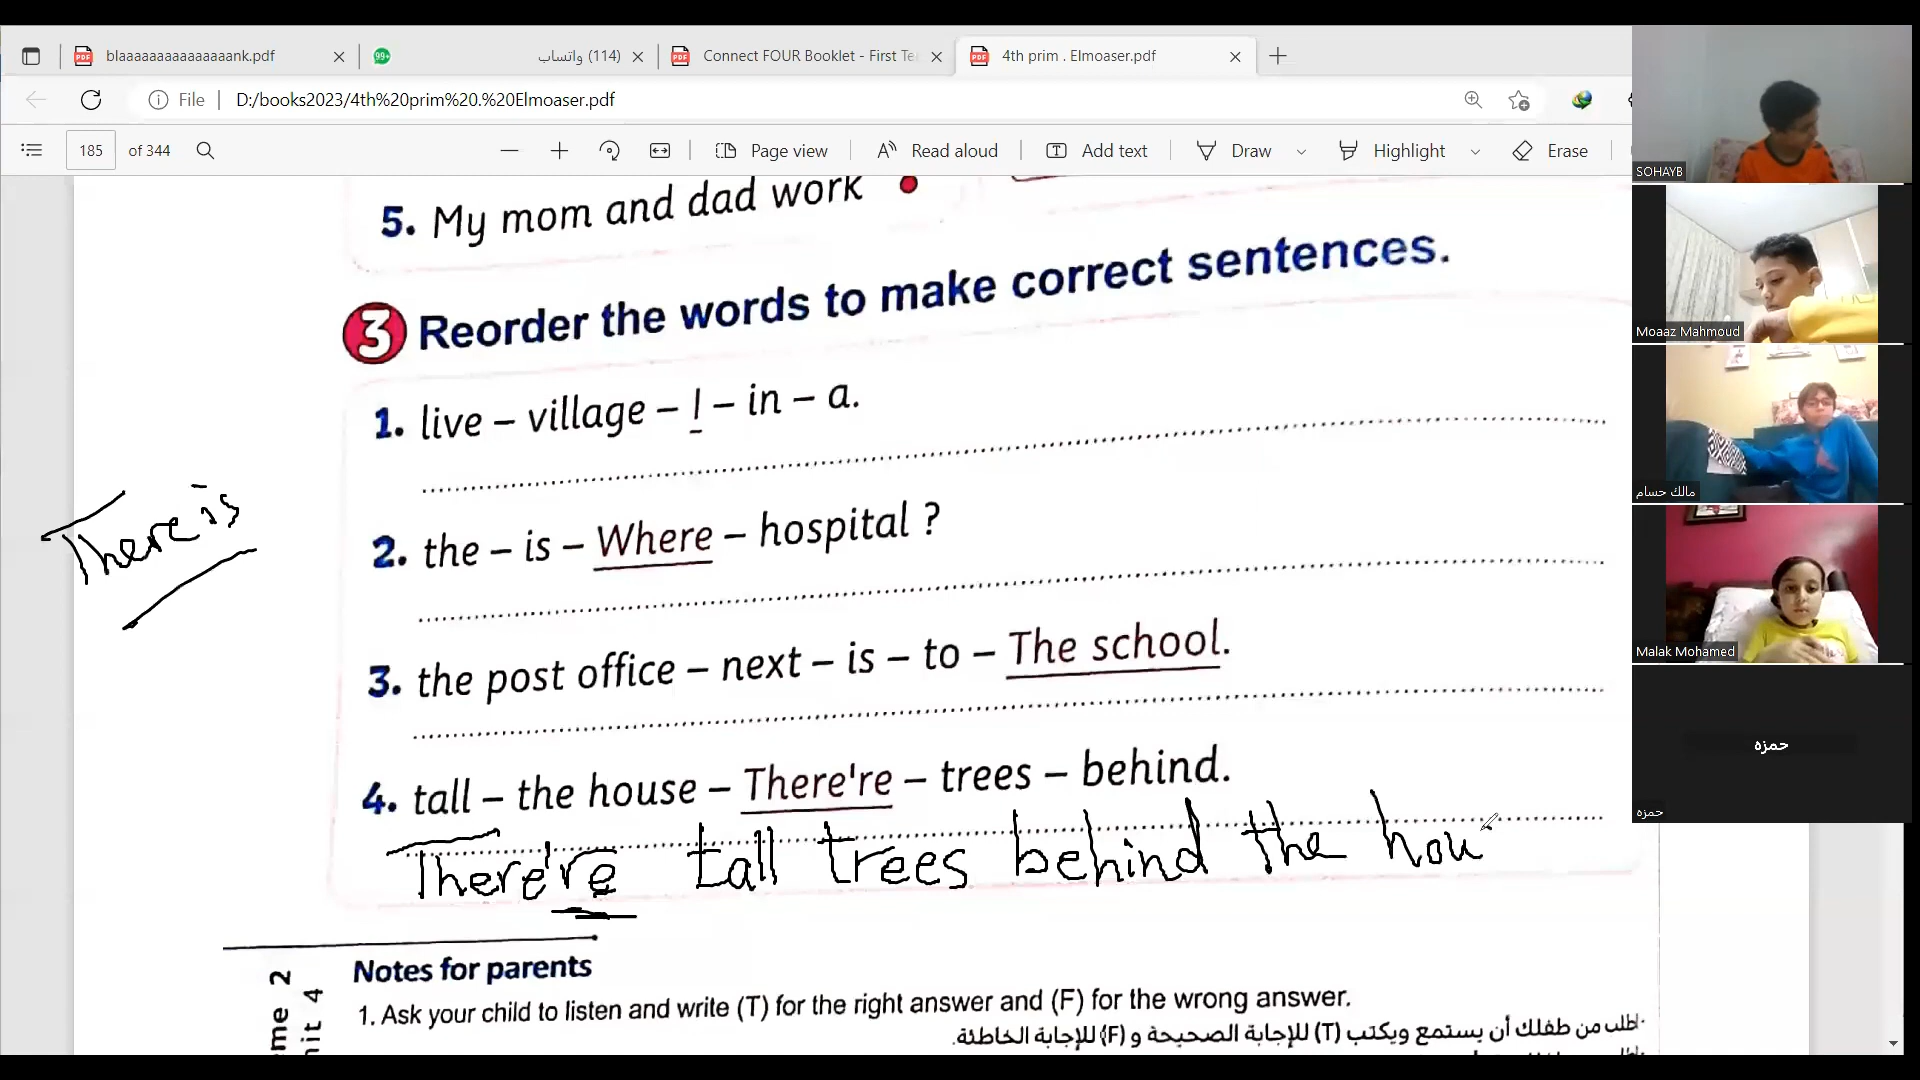 blaaaaaaaaaaaaaaaank.pdf
99+
واتساب (114)
Connect FOUR Booklet - First Te
4th prim . Elmoaser.pdf
File
D:/books2023/4th%20prim%20.%20Elmoaser.pdf
185 of 344
Page view
Read aloud
Add text
Draw
Highlight
Erase
5. My mom and dad work
3 Reorder the words to make correct sentences.
1. live – village – I – in – a.
There is
2. the – is – Where – hospital ?
3. the post office – next – is – to – The school.
4. tall – the house – There're – trees – behind.
There're tall trees behind the hou
Notes for parents
1. Ask your child to listen and write (T) for the right answer and (F) for the wrong answer.
اطلب من طفلك أن يستمع ويكتب (T) للإجابة الصحيحة و (F) للإجابة الخاطئة.
eme 2
nit 4
SOHAYB
Moaaz Mahmoud
مالك حسام
Malak Mohamed
حمزه
حمزه